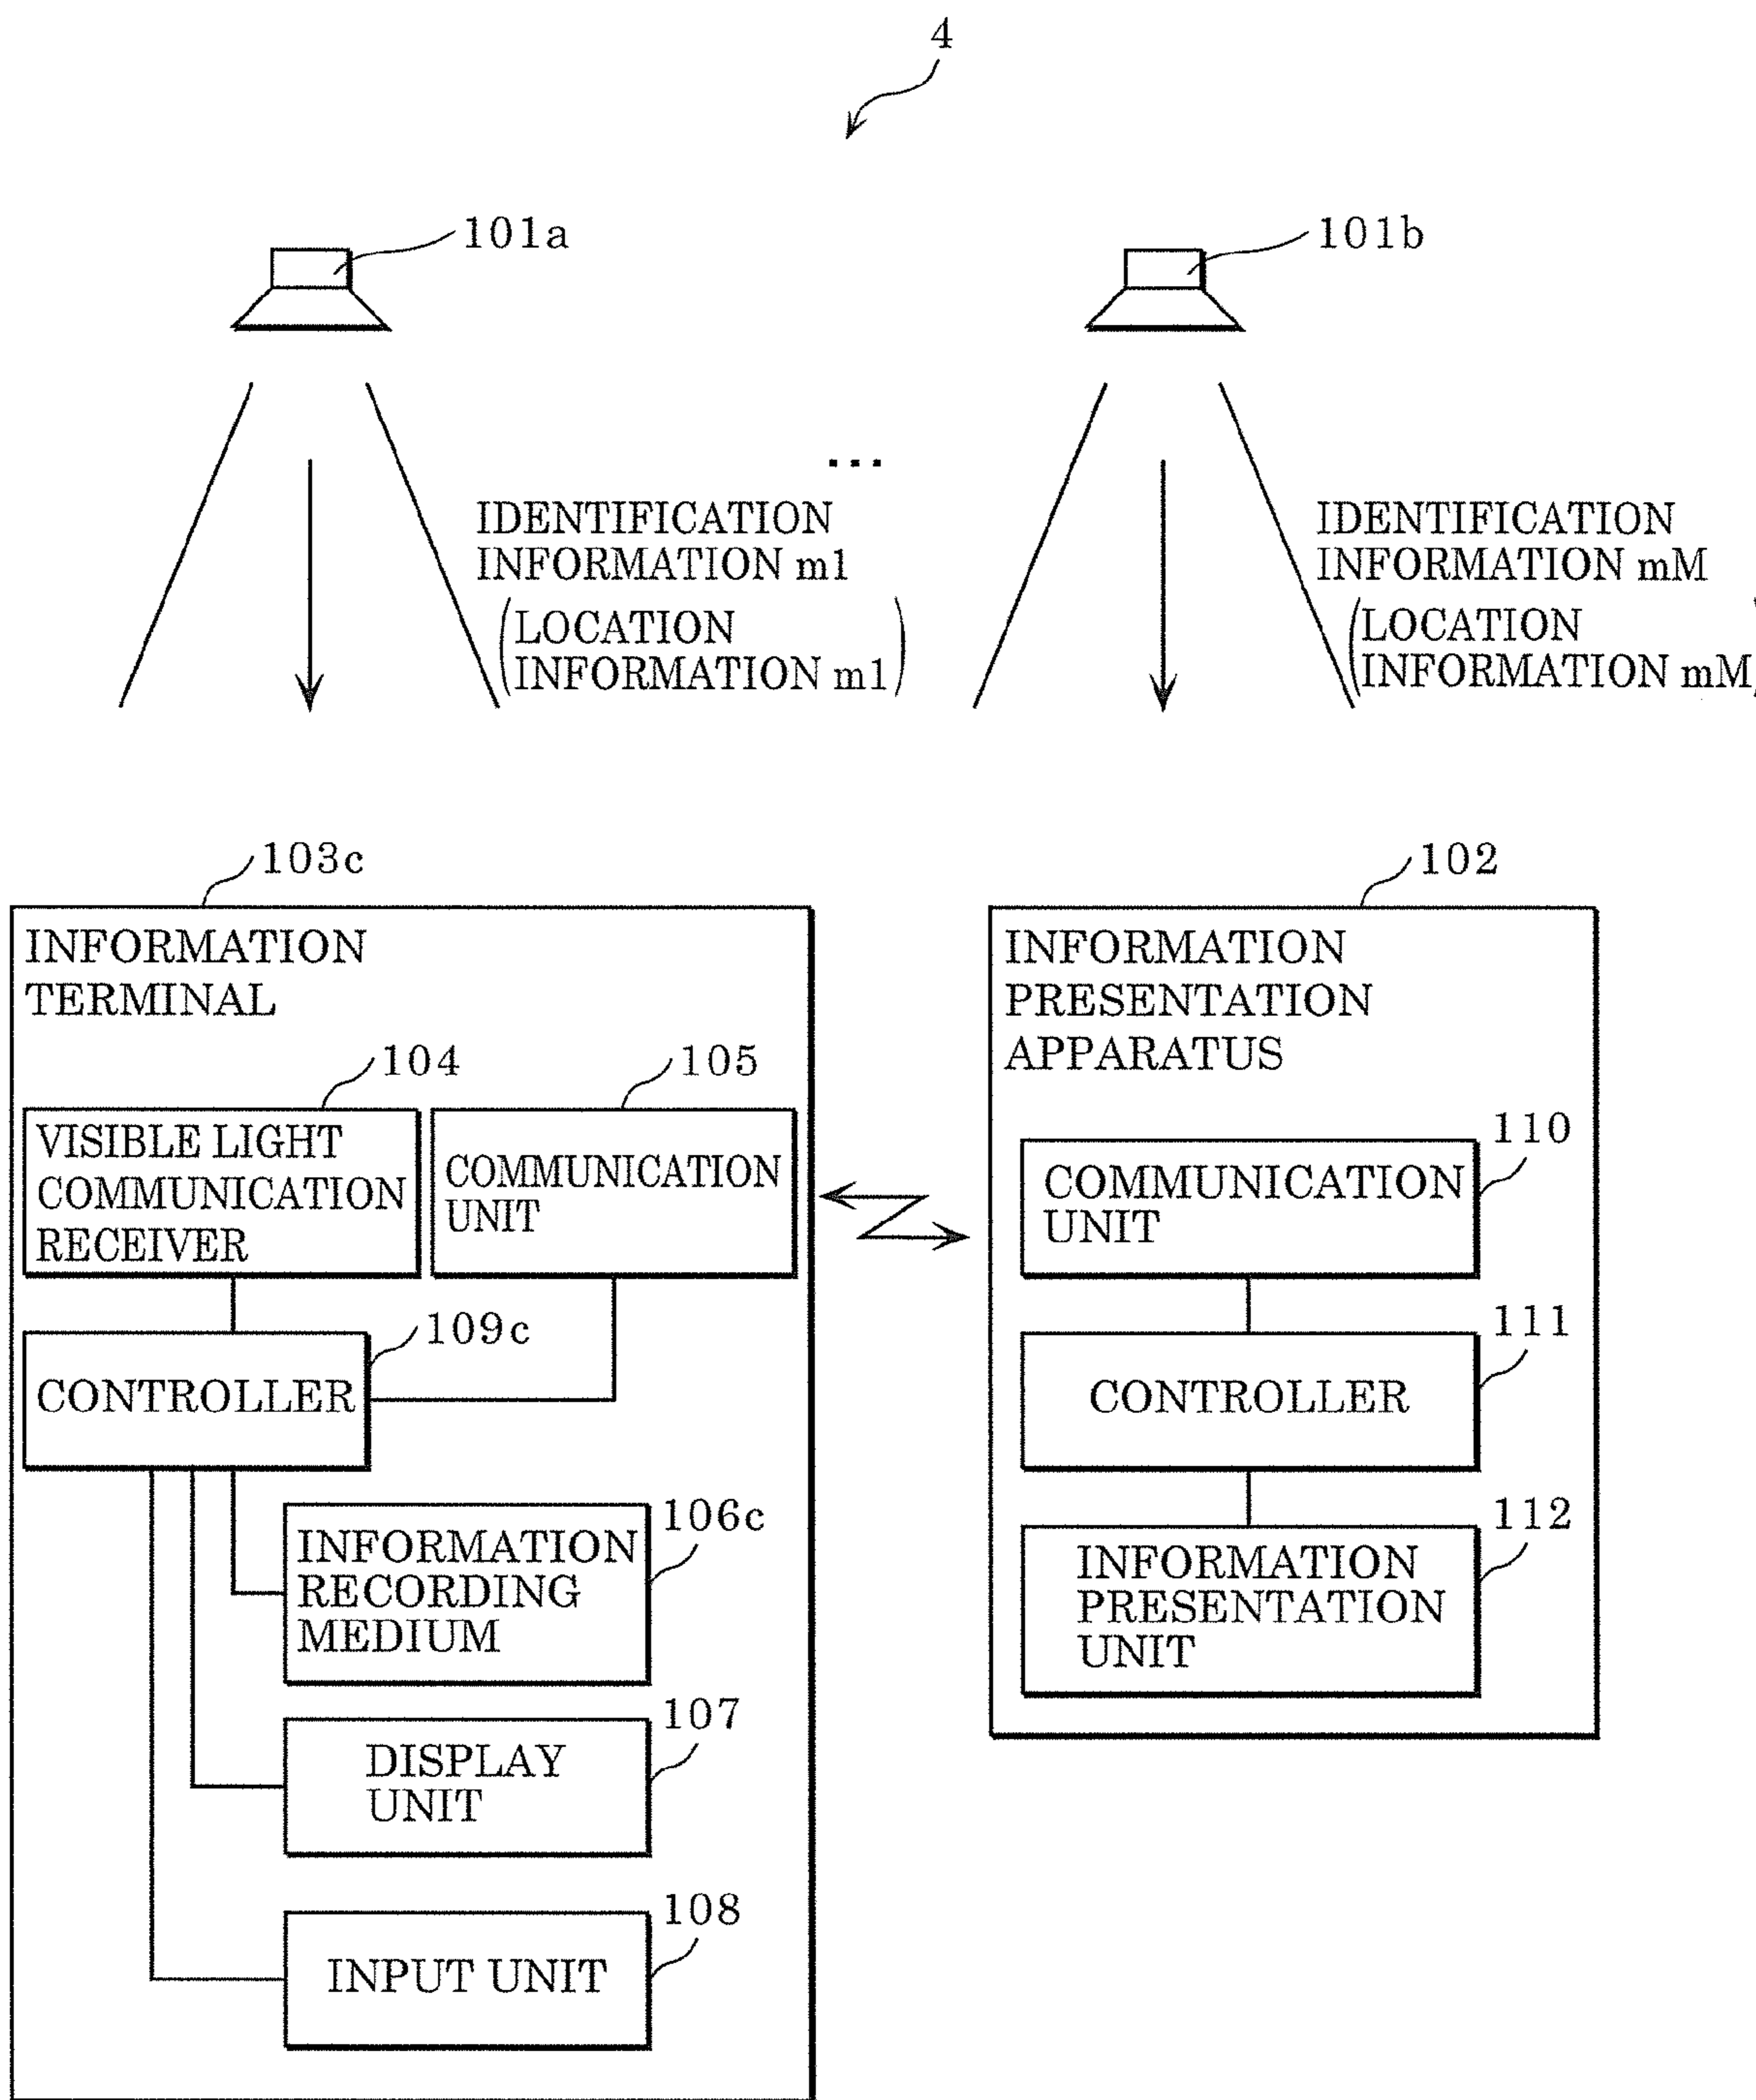 4
101a
101b
...
IDENTIFICATION
INFORMATION m1
(LOCATION
INFORMATION m1)
IDENTIFICATION
INFORMATION mM
(LOCATION
INFORMATION mM)
103c
INFORMATION
TERMINAL
104
VISIBLE LIGHT
COMMUNICATION
RECEIVER
105
COMMUNICATION
UNIT
109c
CONTROLLER
106c
INFORMATION
RECORDING
MEDIUM
107
DISPLAY
UNIT
108
INPUT UNIT
102
INFORMATION
PRESENTATION
APPARATUS
110
COMMUNICATION
UNIT
111
CONTROLLER
112
INFORMATION
PRESENTATION
UNIT